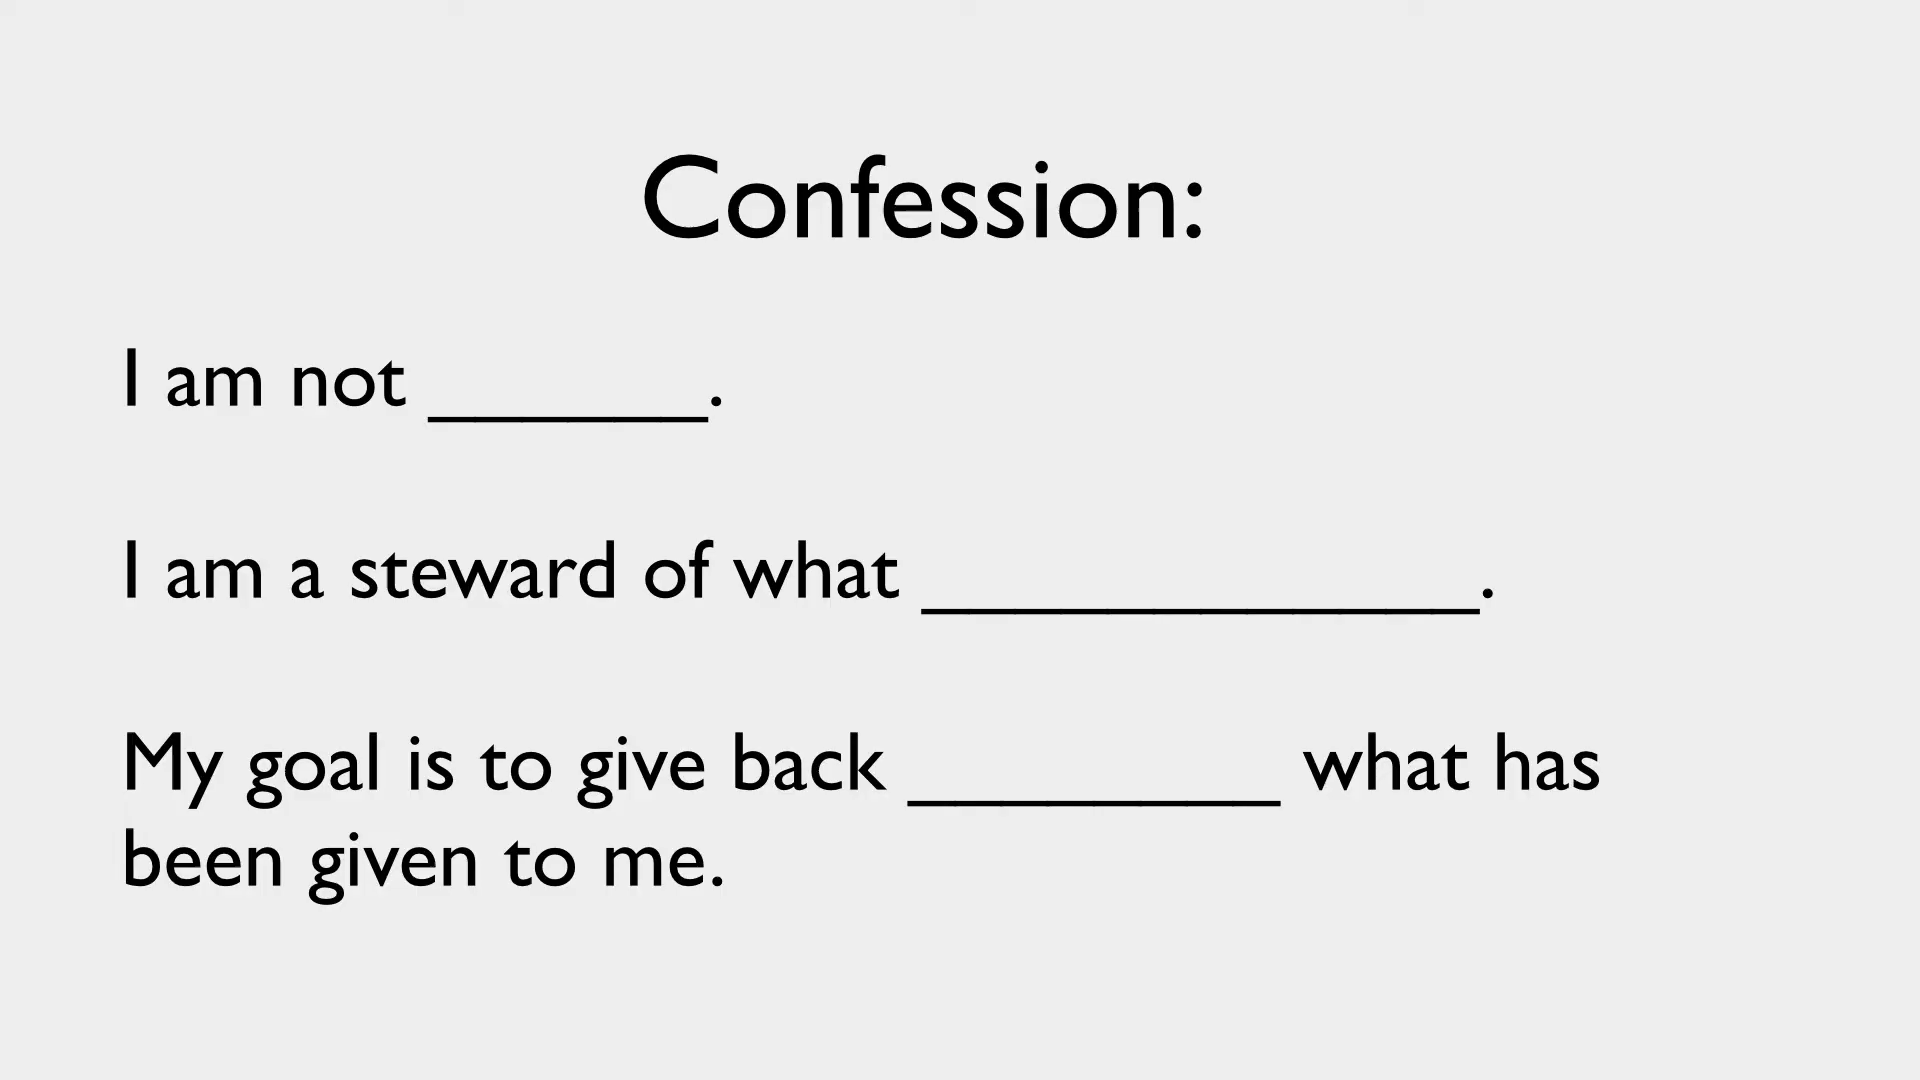 Confession:
I am not ______.
I am a steward of what ____________.
My goal is to give back ________ what has
been given to me.